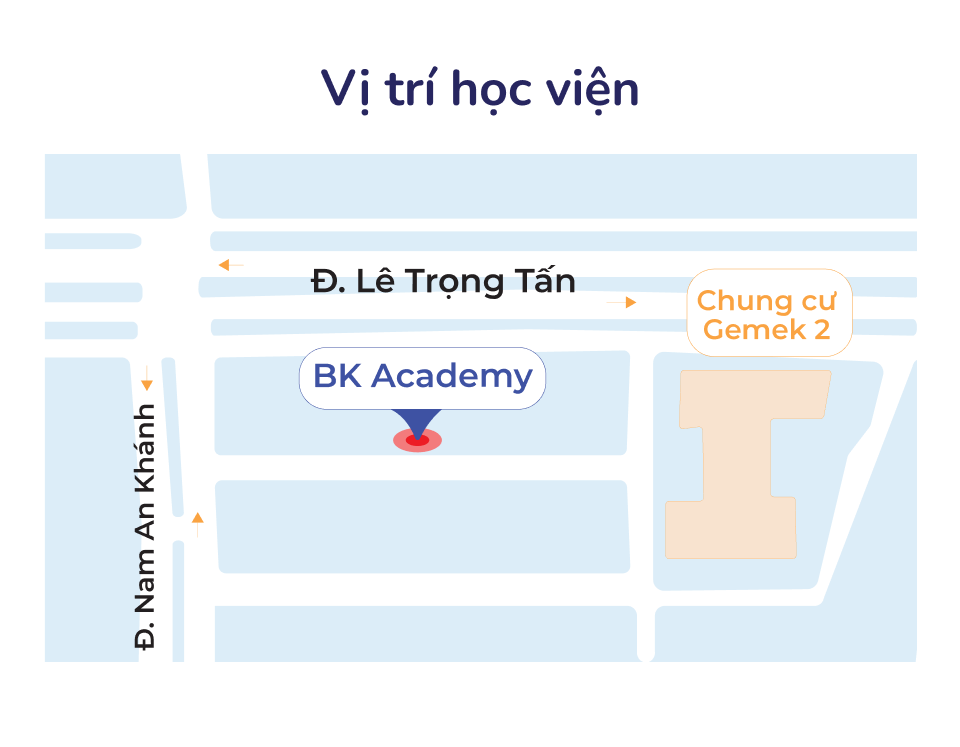 Vị trí học viện
Đ. Lê Trọng Tấn
Chung cư
Gemek 2
BK Academy
Đ. Nam An Khánh